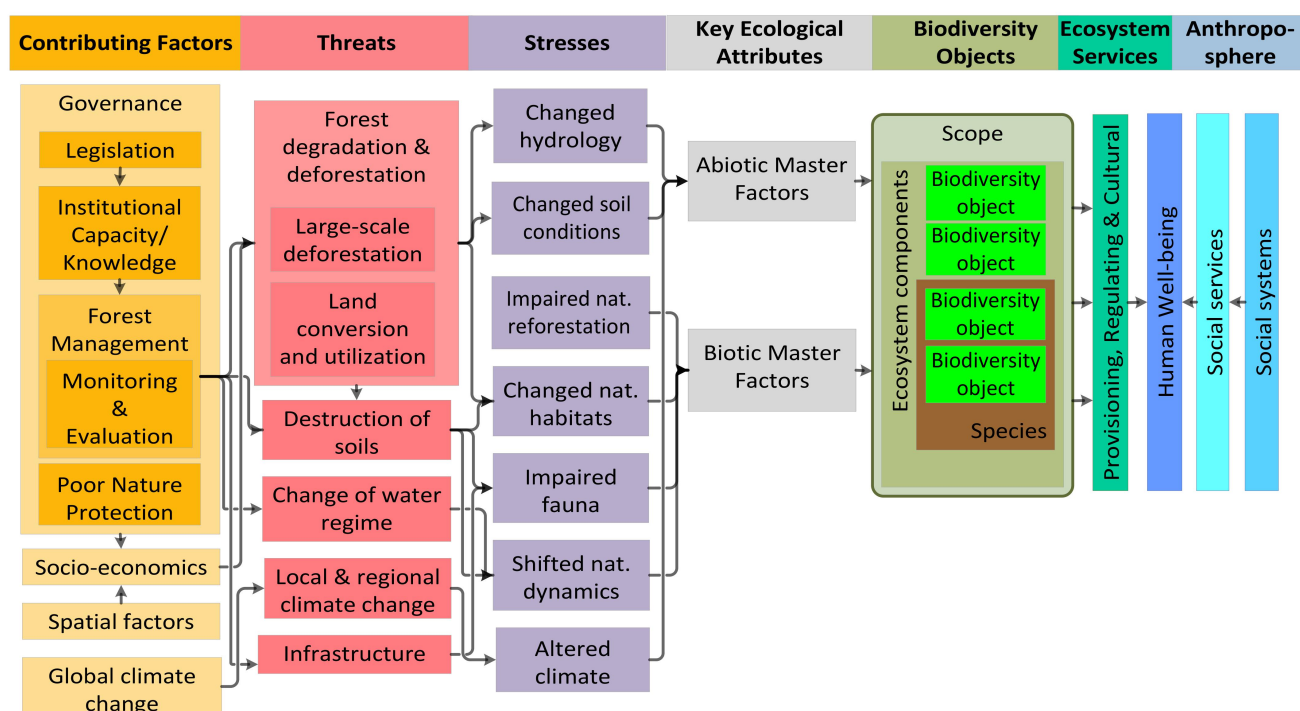 Contributing Factors
Threats
Stresses
Key Ecological
Attributes
Biodiversity
Objects
Ecosystem
Services
Anthropo-
sphere
Governance
Legislation
Institutional
Capacity/
Knowledge
Forest
Management
Monitoring
&
Evaluation
Poor Nature
Protection
Socio-economics
Spatial factors
Global climate
change
Forest
degradation &
deforestation
Large-scale
deforestation
Land
conversion
and utilization
Destruction of
soils
Change of water
regime
Local & regional
climate change
Infrastructure
Changed
hydrology
Changed soil
conditions
Impaired nat.
reforestation
Changed nat.
habitats
Impaired
fauna
Shifted nat.
dynamics
Altered
climate
Abiotic Master
Factors
Biotic Master
Factors
Scope
Ecosystem components
Biodiversity
object
Biodiversity
object
Biodiversity
object
Biodiversity
object
Species
Provisioning, Regulating & Cultural
Human Well-being
Social services
Social systems